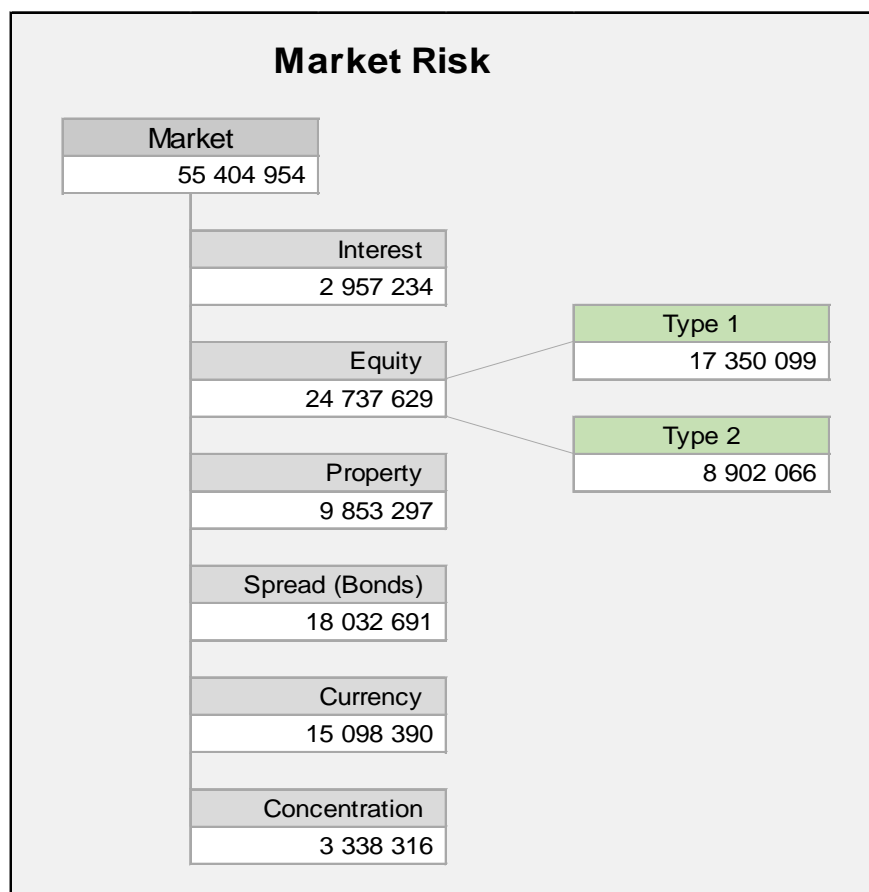 Market Risk
Market
55 404 954
Interest
2 957 234
Equity
24 737 629
Type 1
17 350 099
Type 2
8 902 066
Property
9 853 297
Spread (Bonds)
18 032 691
Currency
15 098 390
Concentration
3 338 316